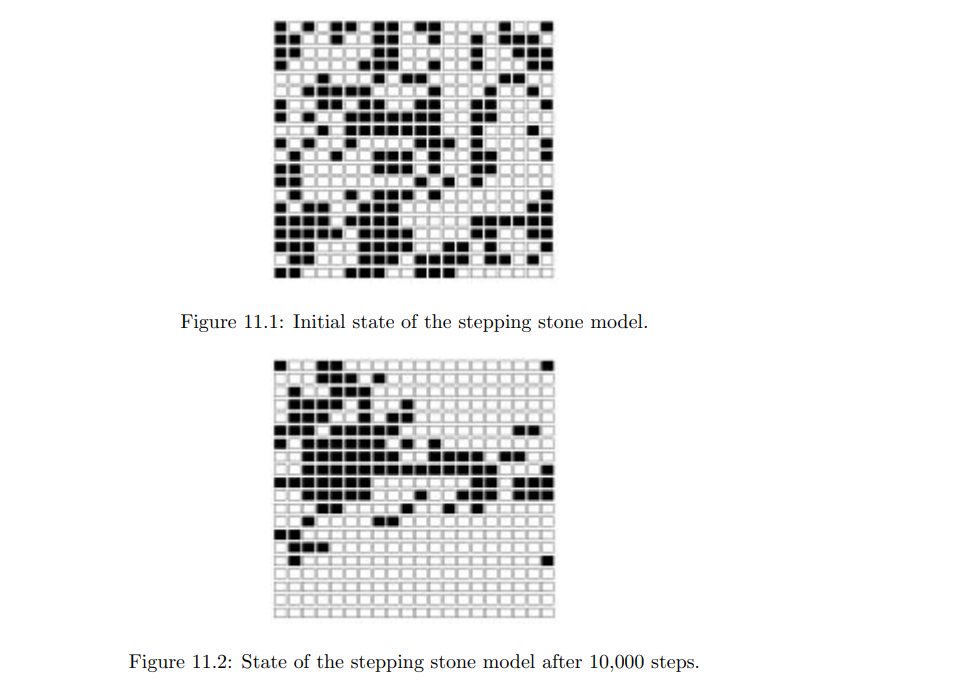 Figure 11.1: Initial state of the stepping stone model.
Figure 11.2: State of the stepping stone model after 10,000 steps.